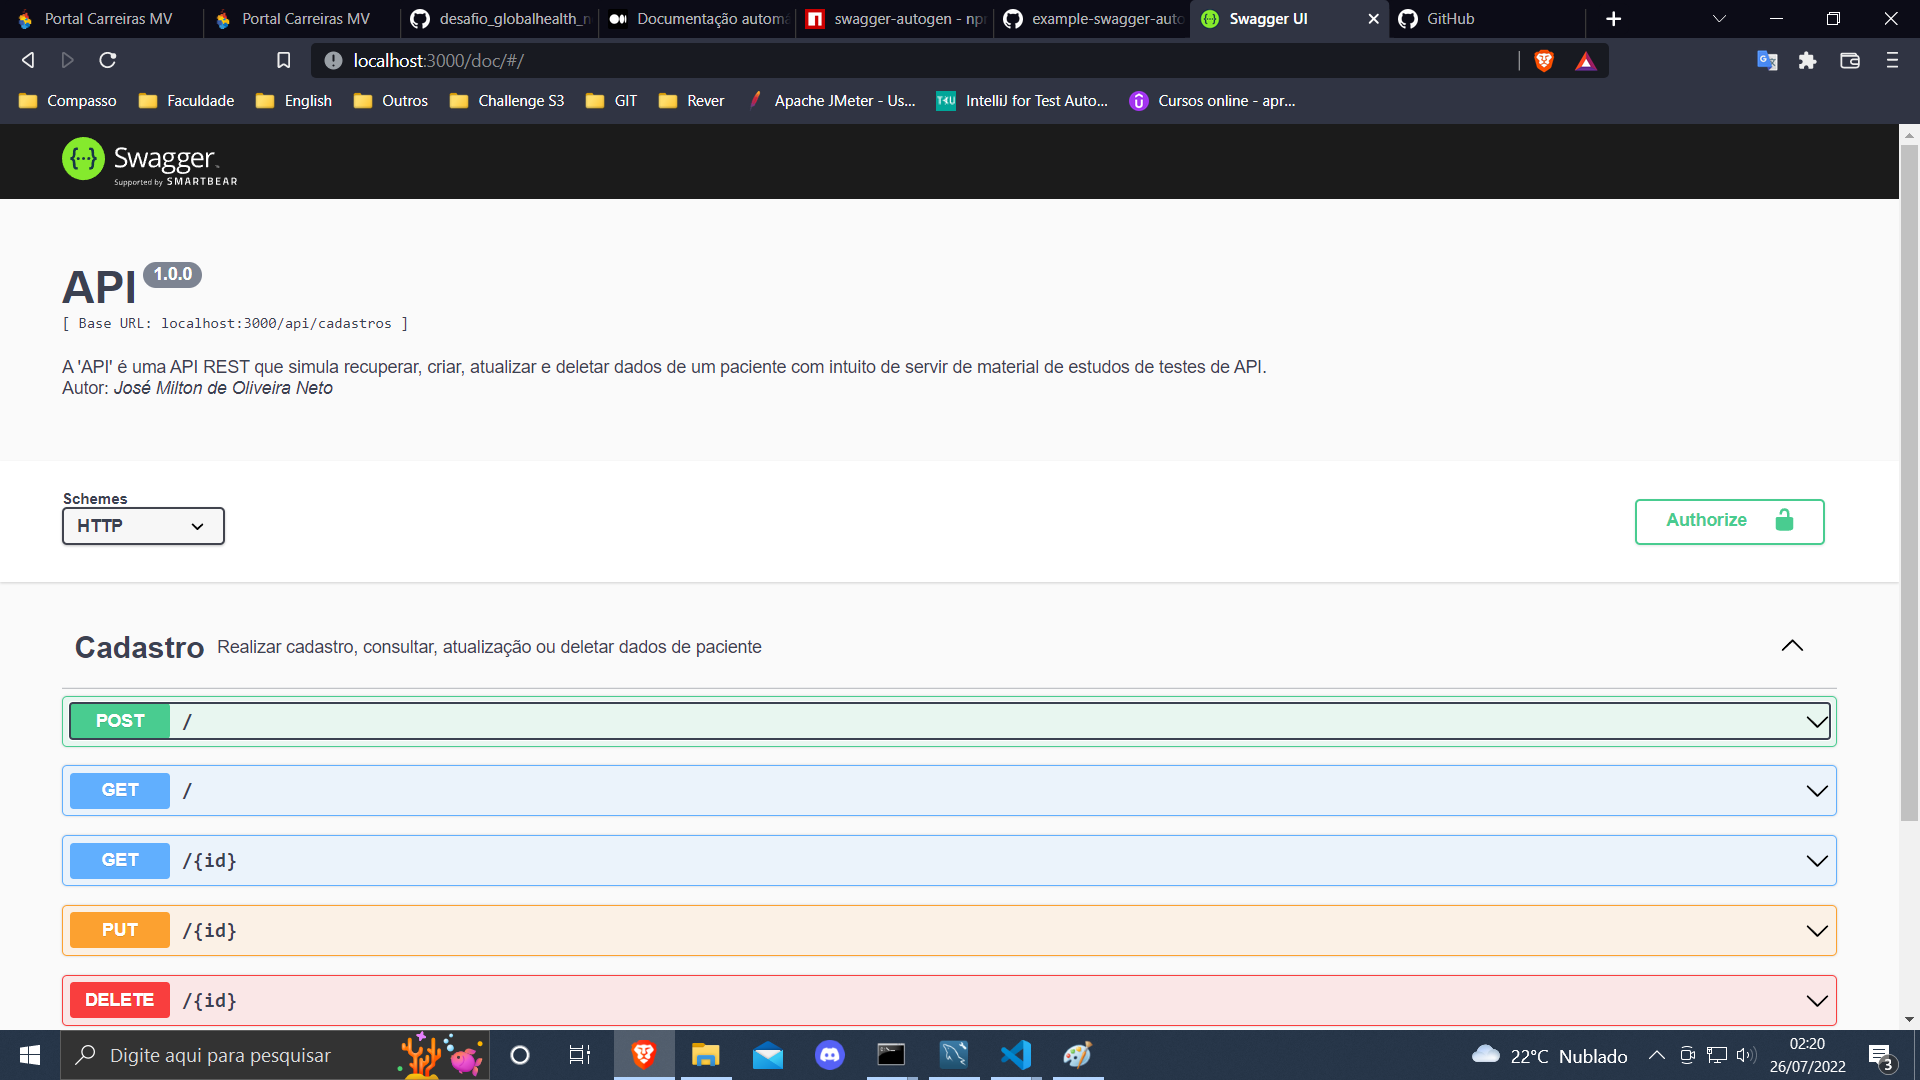 Portal Carreiras MV
Portal Carreiras MV
desafio_globalhealth_n
Documentação automá
swagger-autogen - npm
example-swagger-auto
Swagger UI
GitHub
localhost:3000/doc/#/
Compasso
Faculdade
English
Outros
Challenge S3
GIT
Rever
Apache JMeter - Us...
IntelliJ for Test Auto...
Cursos online - apr...
Swagger
Supported by SMARTBEAR
API 1.0.0
[ Base URL: localhost:3000/api/cadastros ]
A 'API' é uma API REST que simula recuperar, criar, atualizar e deletar dados de um paciente com intuito de servir de material de estudos de testes de API.
Autor: José Milton de Oliveira Neto
Schemes
HTTP
Authorize
Cadastro Realizar cadastro, consultar, atualização ou deletar dados de paciente
POST /
GET /
GET /{id}
PUT /{id}
DELETE /{id}
Digite aqui para pesquisar
22°C Nublado
02:20
26/07/2022
3